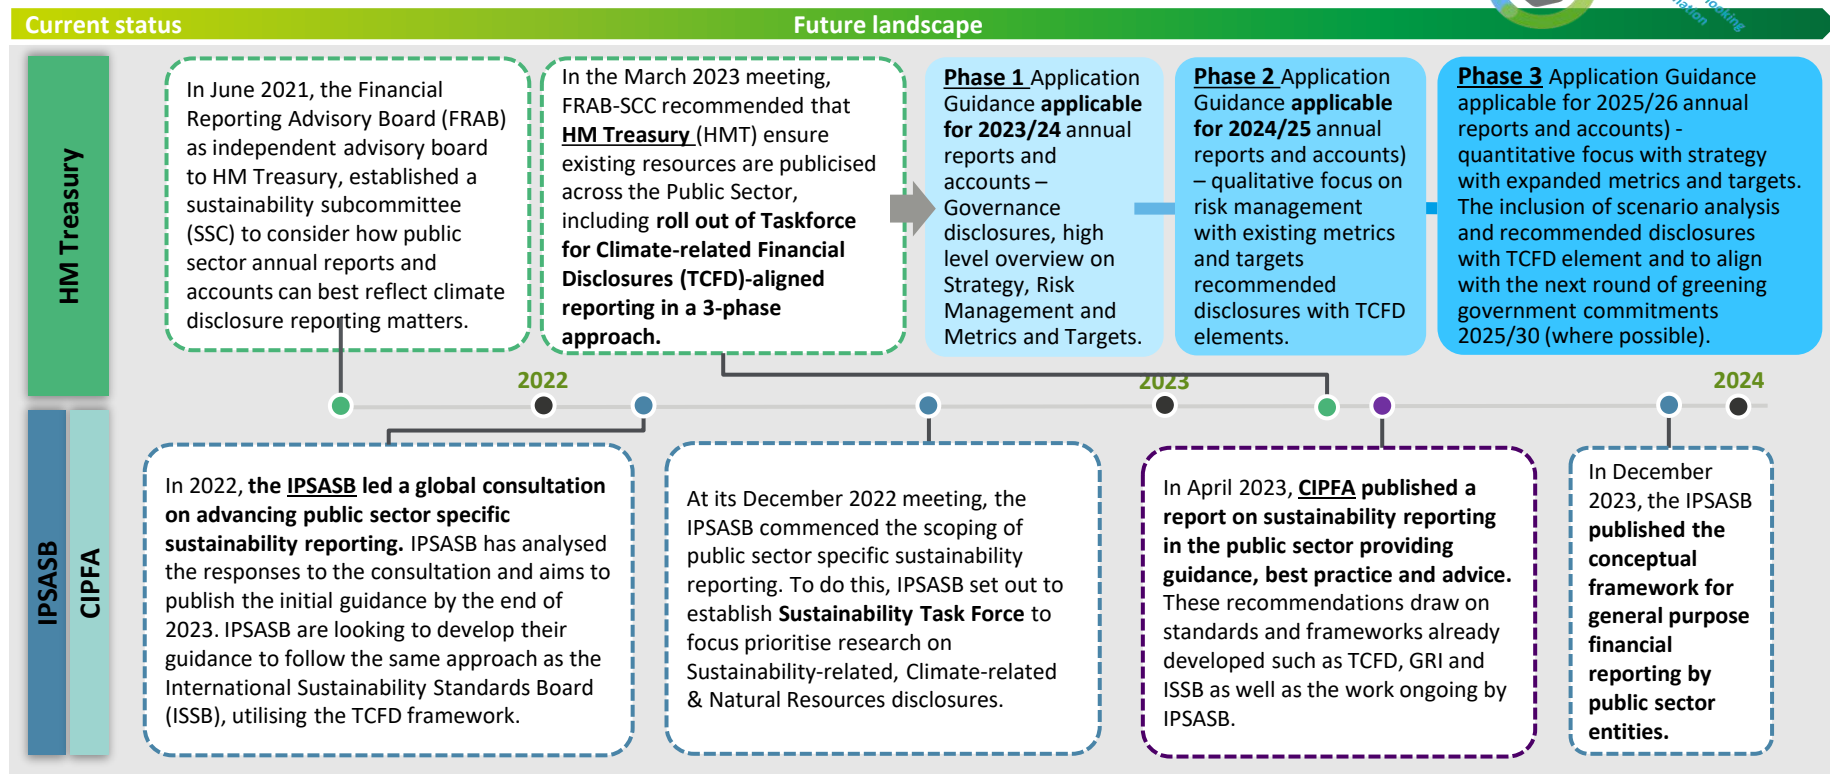 Current status
Future landscape
looking
mation
HM Treasury
In June 2021, the Financial
Reporting Advisory Board (FRAB)
as independent advisory board
to HM Treasury, established a
sustainability subcommittee
(SSC) to consider how public
sector annual reports and
accounts can best reflect climate
disclosure reporting matters.
In the March 2023 meeting,
FRAB-SCC recommended that
HM Treasury (HMT) ensure
existing resources are publicised
across the Public Sector,
including roll out of Taskforce
for Climate-related Financial
Disclosures (TCFD)-aligned
reporting in a 3-phase
approach.
Phase 1 Application
Guidance applicable
for 2023/24 annual
reports and
accounts –
Governance
disclosures, high
level overview on
Strategy, Risk
Management and
Metrics and Targets.
Phase 2 Application
Guidance applicable
for 2024/25 annual
reports and accounts)
– qualitative focus on
risk management
with existing metrics
and targets
recommended
disclosures with TCFD
elements.
Phase 3 Application Guidance
applicable for 2025/26 annual
reports and accounts) -
quantitative focus with strategy
with expanded metrics and targets.
The inclusion of scenario analysis
and recommended disclosures
with TCFD element and to align
with the next round of greening
government commitments
2025/30 (where possible).
2022
2023
2024
IPSASB
CIPFA
In 2022, the IPSASB led a global consultation
on advancing public sector specific
sustainability reporting. IPSASB has analysed
the responses to the consultation and aims to
publish the initial guidance by the end of
2023. IPSASB are looking to develop their
guidance to follow the same approach as the
International Sustainability Standards Board
(ISSB), utilising the TCFD framework.
At its December 2022 meeting, the
IPSASB commenced the scoping of
public sector specific sustainability
reporting. To do this, IPSASB set out to
establish Sustainability Task Force to
focus prioritise research on
Sustainability-related, Climate-related
& Natural Resources disclosures.
In April 2023, CIPFA published a
report on sustainability reporting
in the public sector providing
guidance, best practice and advice.
These recommendations draw on
standards and frameworks already
developed such as TCFD, GRI and
ISSB as well as the work ongoing by
IPSASB.
In December
2023, the IPSASB
published the
conceptual
framework for
general purpose
financial
reporting by
public sector
entities.